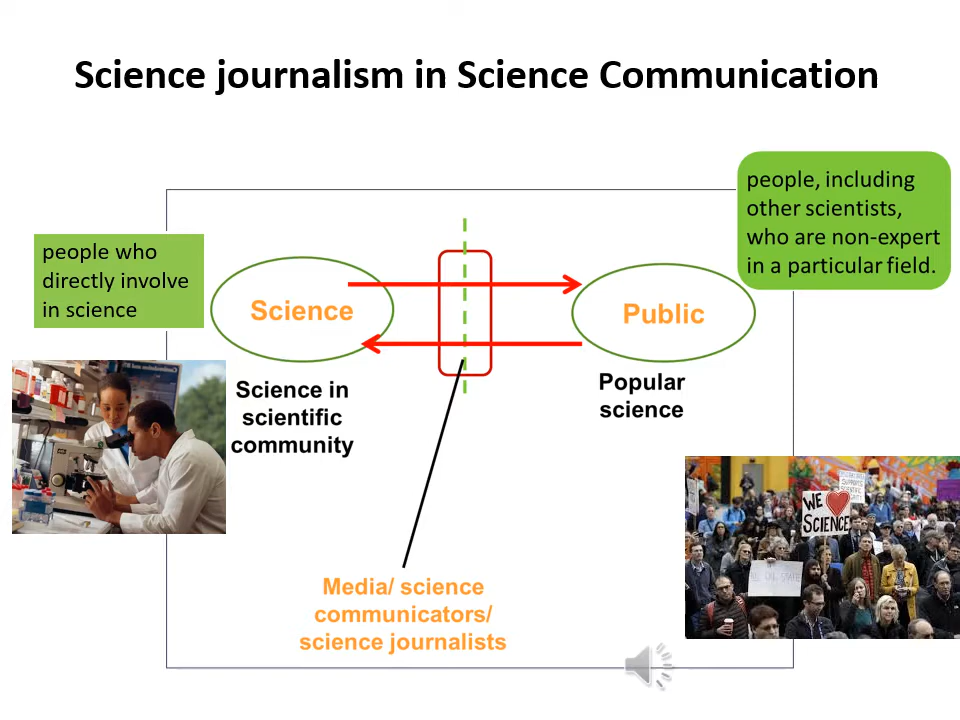 Science journalism in Science Communication
people, including
other scientists,
who are non-expert
in a particular field.
people who
directly involve
in science
Science
Public
Science in
scientific
community
Popular
science
WE
SCIENCE
Media/ science
communicators/
science journalists